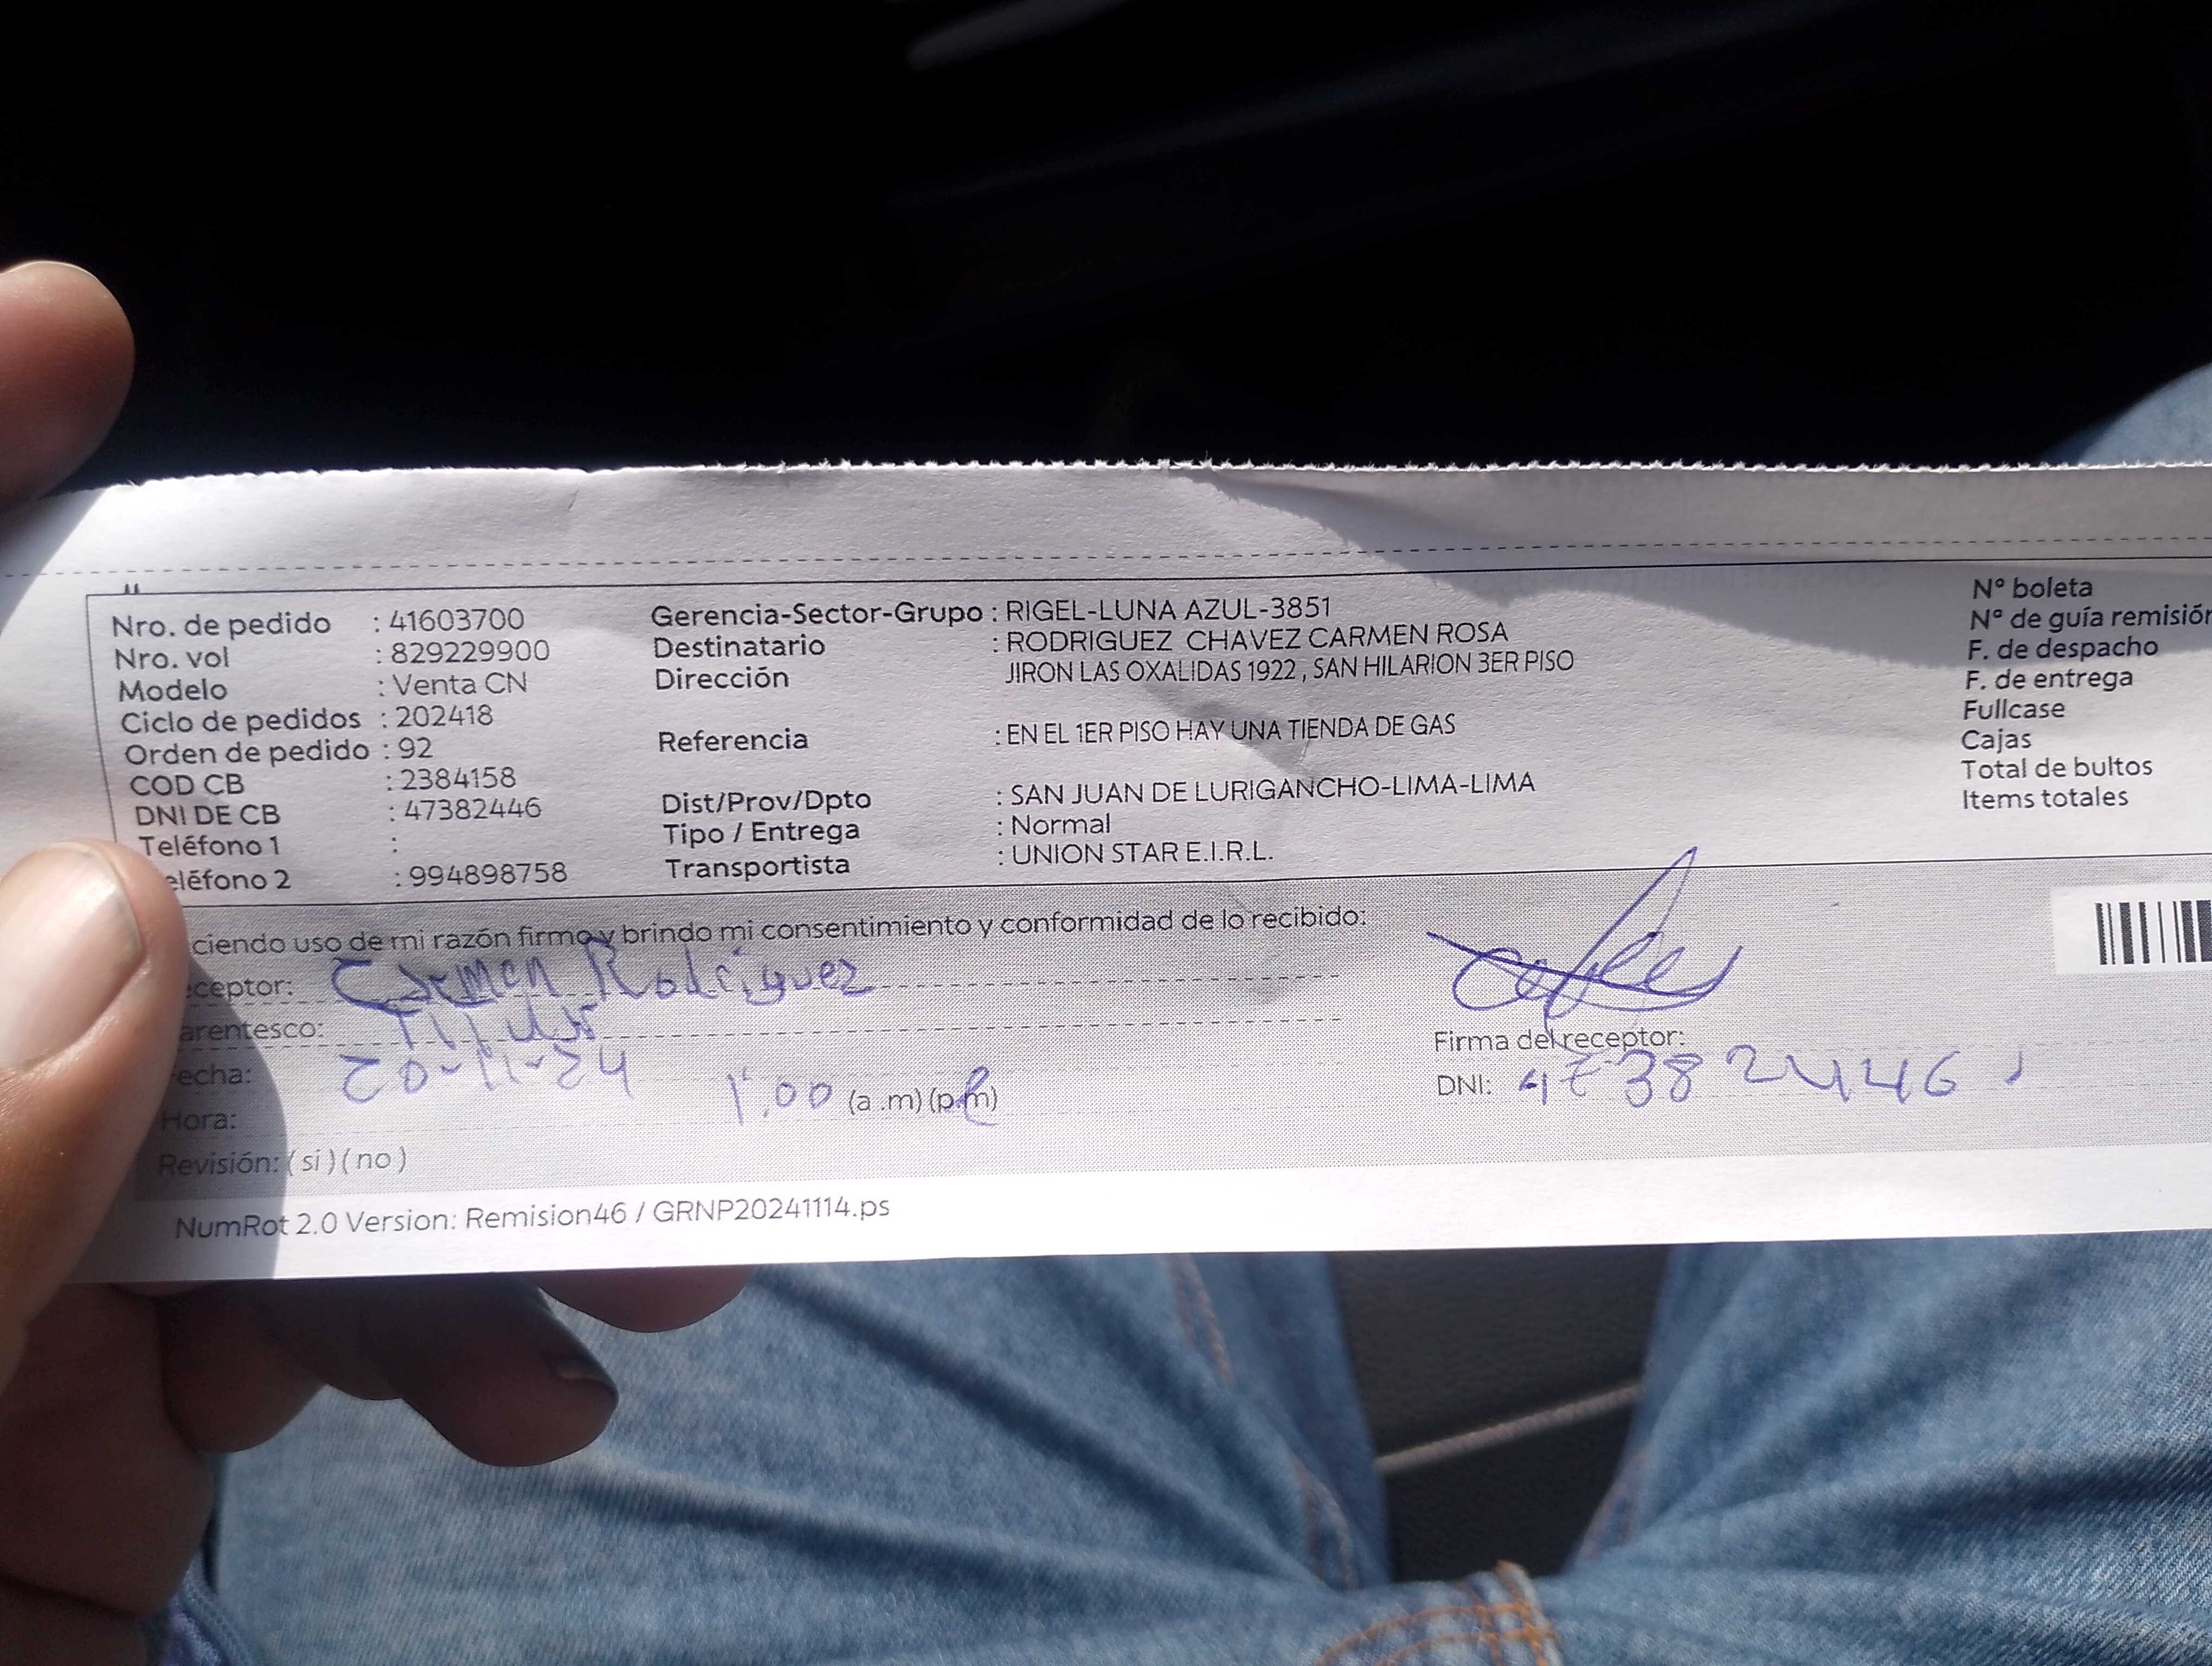 Nro. de pedido : 41603700
Nro. vol : 829229900
Modelo : Venta CN
Ciclo de pedidos : 202418
Orden de pedido : 92
COD CB : 2384158
DNI DE CB : 47382446
Teléfono 1 :
eléfono 2 : 994898758
Gerencia-Sector-Grupo : RIGEL-LUNA AZUL-3851
Destinatario : RODRIGUEZ CHAVEZ CARMEN ROSA
Dirección JIRON LAS OXALIDAS 1922 , SAN HILARION 3ER PISO
Referencia : EN EL 1ER PISO HAY UNA TIENDA DE GAS
Dist/Prov/Dpto : SAN JUAN DE LURIGANCHO-LIMA-LIMA
Tipo / Entrega : Normal
Transportista : UNION STAR E.I.R.L.
N° boleta
N° de guía remisión
F. de despacho
F. de entrega
Fullcase
Cajas
Total de bultos
Items totales
ciendo uso de mi razón firmo y brindo mi consentimiento y conformidad de lo recibido:
ceptor: Carmen Rodriguez
arentesco:
echa: 20-11-24
Hora: 1:00 (a .m) (p.m)
Revisión: ( si ) ( no )
Firma del receptor:
DNI: 47382446
NumRot 2.0 Version: Remision46 / GRNP20241114.ps